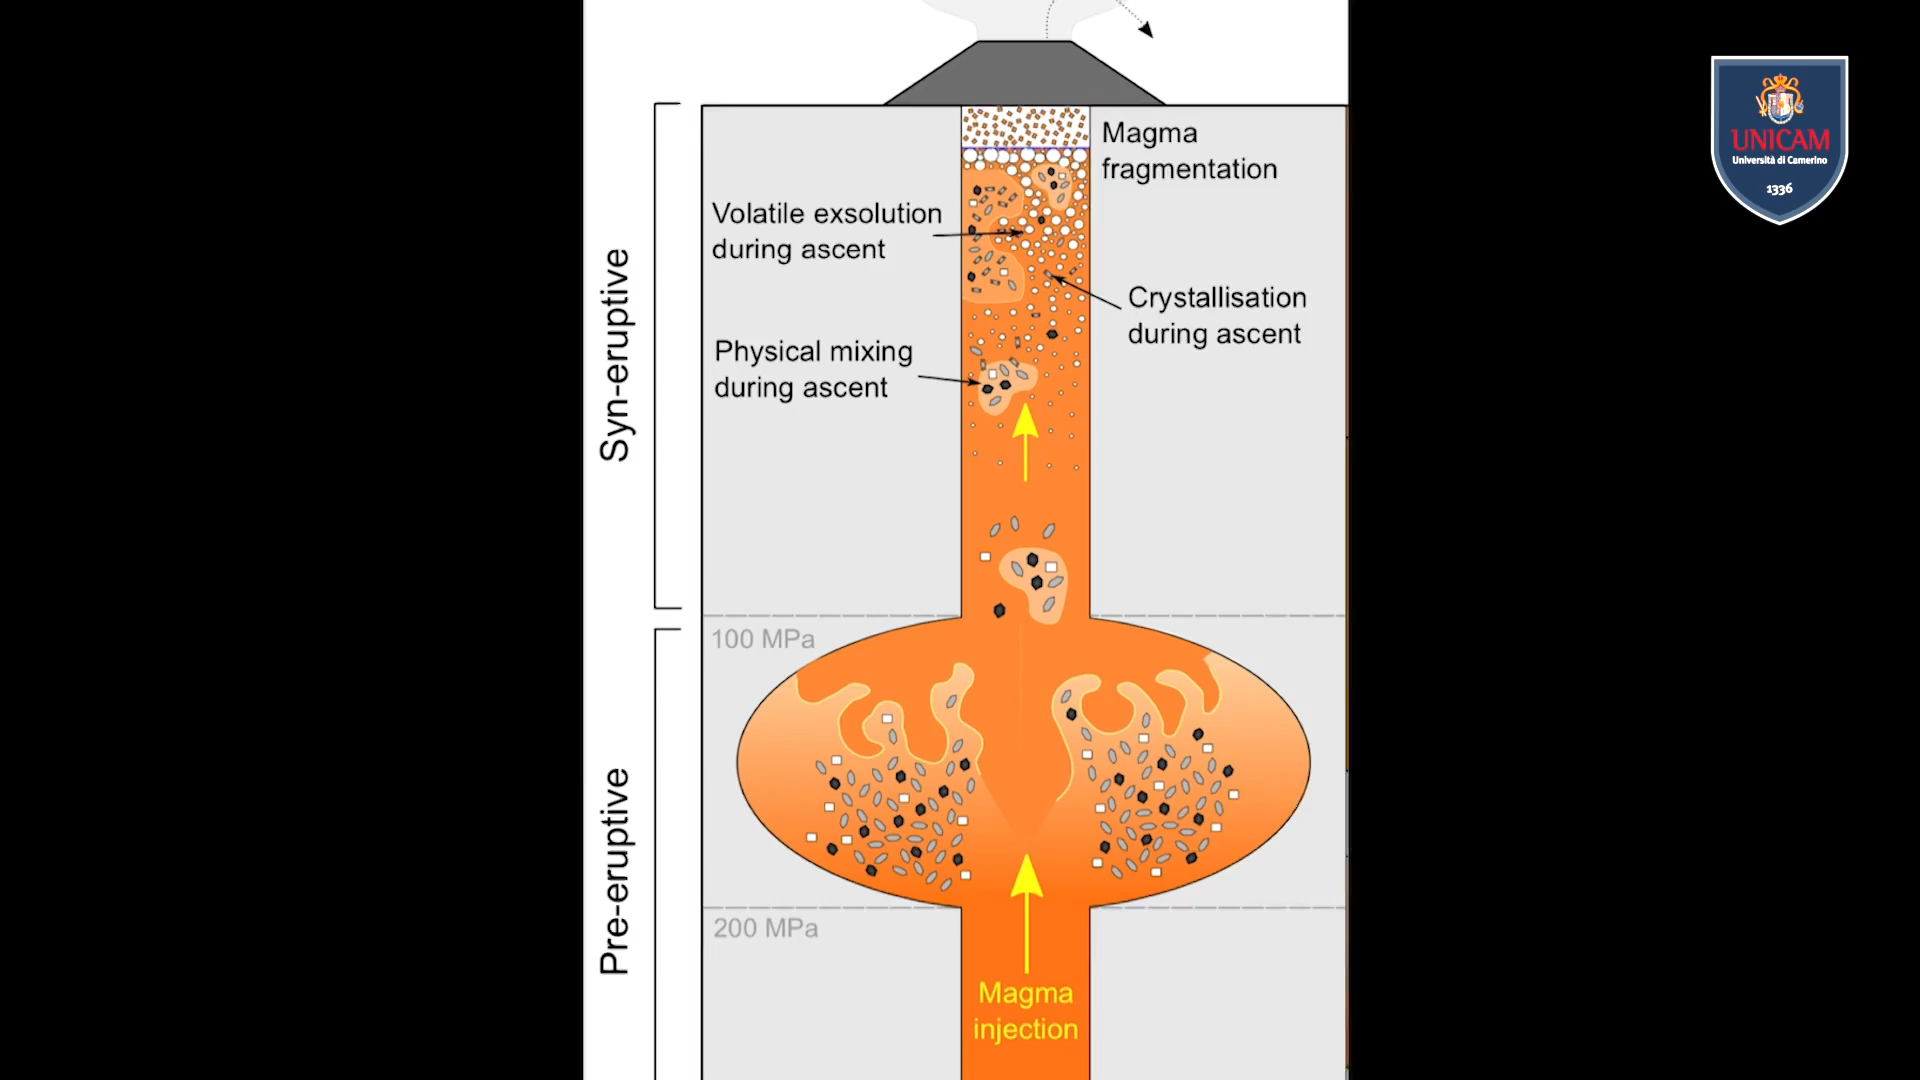 Magma
fragmentation
Volatile exsolution
during ascent
Crystallisation
during ascent
Physical mixing
during ascent
Syn-eruptive
100 MPa
Pre-eruptive
200 MPa
Magma
injection
UNICAM
Università di Camerino
1336